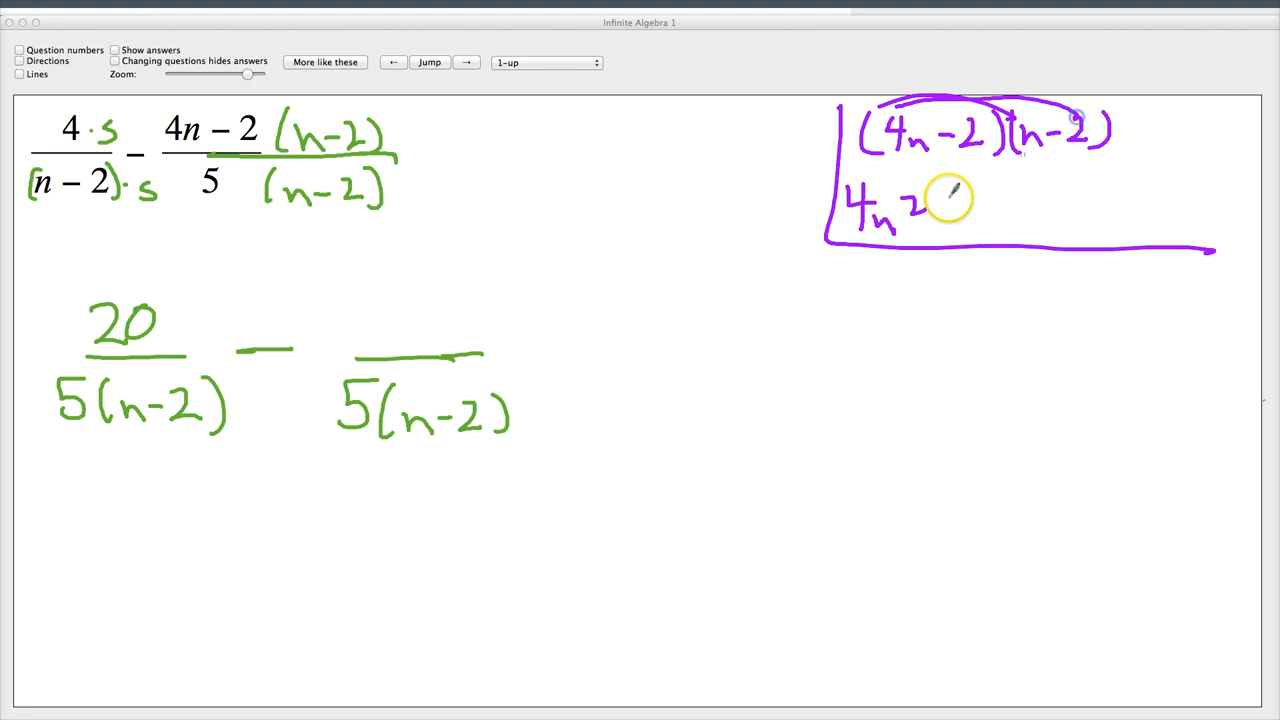 Infinite Algebra 1
Question numbers Show answers
Directions Changing questions hides answers
Lines Zoom: More like these ← Jump → 1-up
4 · 5 4n − 2 (n−2)
(n − 2) · 5 − 5 (n−2)
(4n−2)(n−2)
4n²
20
5(n−2) − 5(n−2)